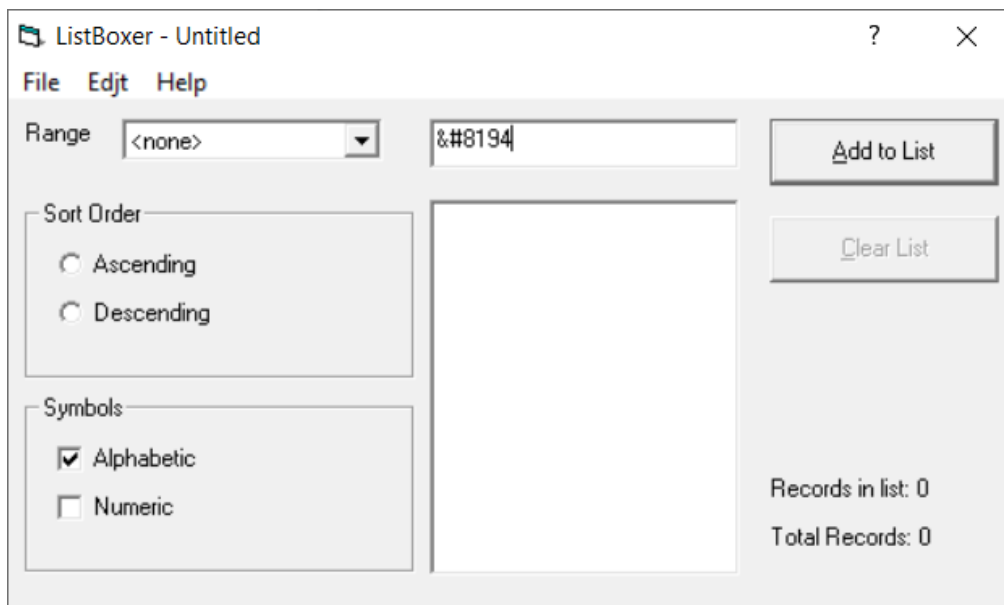 ListBoxer - Untitled
?
File Edjt Help
Range
<none>
&#8194
Add to List
Sort Order
Ascending
Descending
Clear List
Symbols
Alphabetic
Numeric
Records in list: 0
Total Records: 0